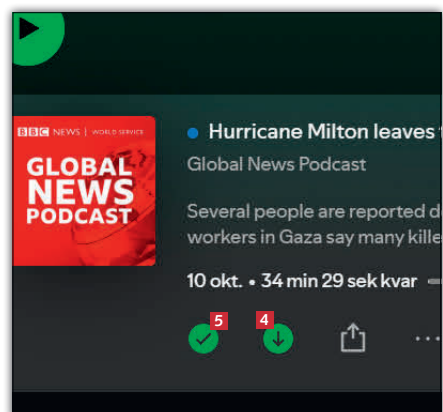 BBC NEWS | WORLD SERVICE
GLOBAL
NEWS
PODCAST
Hurricane Milton leaves
Global News Podcast
Several people are reported d
workers in Gaza say many kille
10 okt. • 34 min 29 sek kvar
5
4